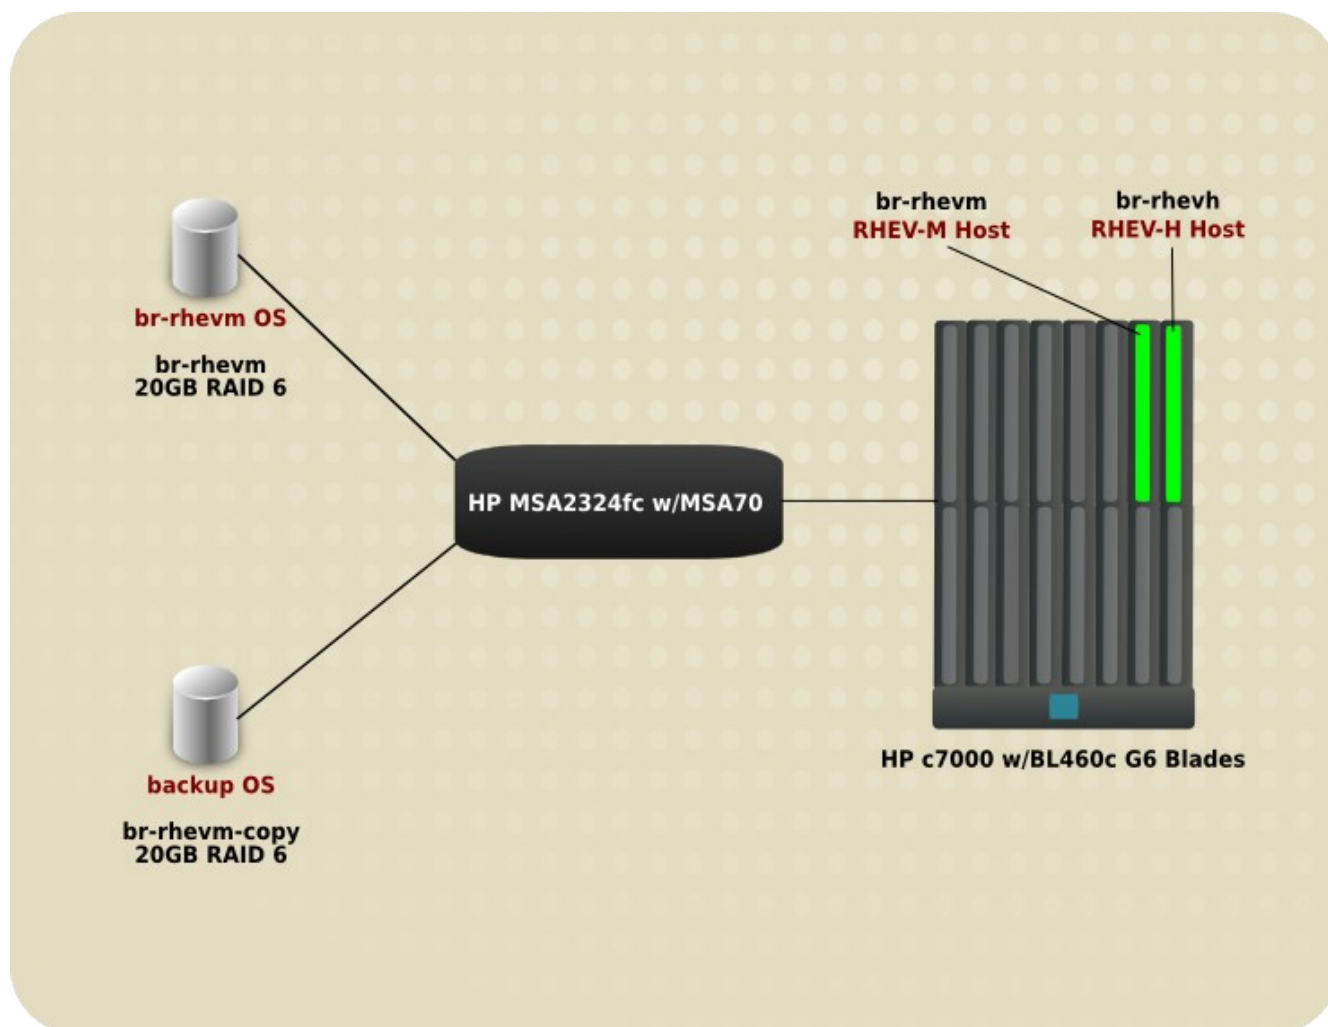 br-rhevm
RHEV-M Host
br-rhevh
RHEV-H Host
br-rhevm OS
br-rhevm
20GB RAID 6
HP MSA2324fc w/MSA70
backup OS
br-rhevm-copy
20GB RAID 6
HP c7000 w/BL460c G6 Blades